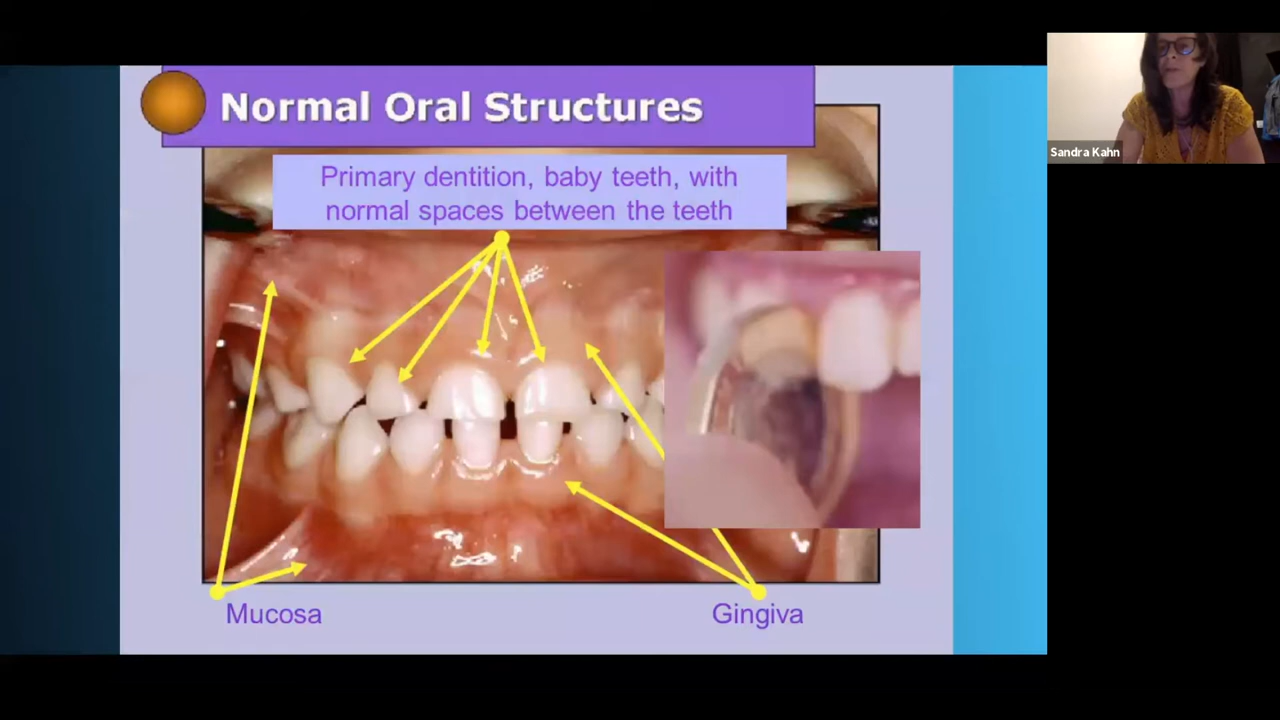 Normal Oral Structures
Primary dentition, baby teeth, with
normal spaces between the teeth
Sandra Kahn
Mucosa
Gingiva